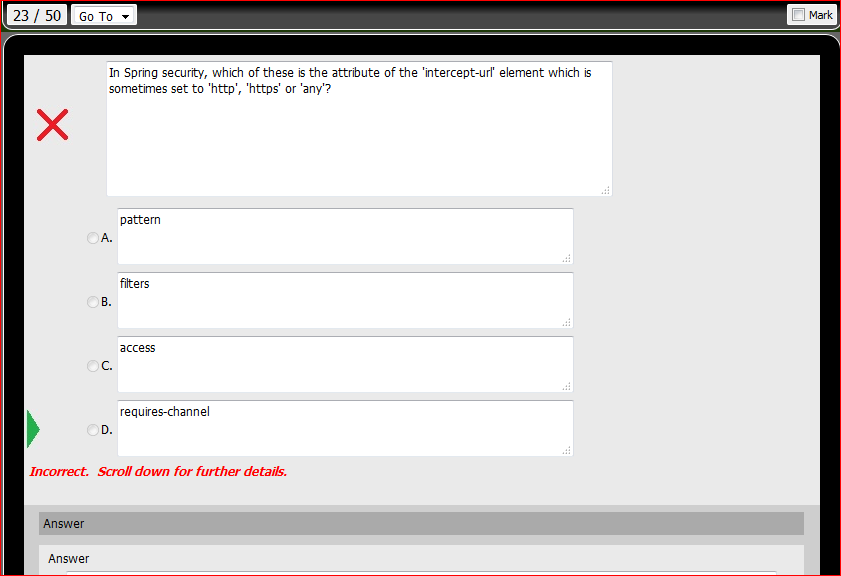 23 / 50 Go To Mark
In Spring security, which of these is the attribute of the 'intercept-url' element which is
sometimes set to 'http', 'https' or 'any'?
A. pattern
B. filters
C. access
D. requires-channel
Incorrect. Scroll down for further details.
Answer
Answer